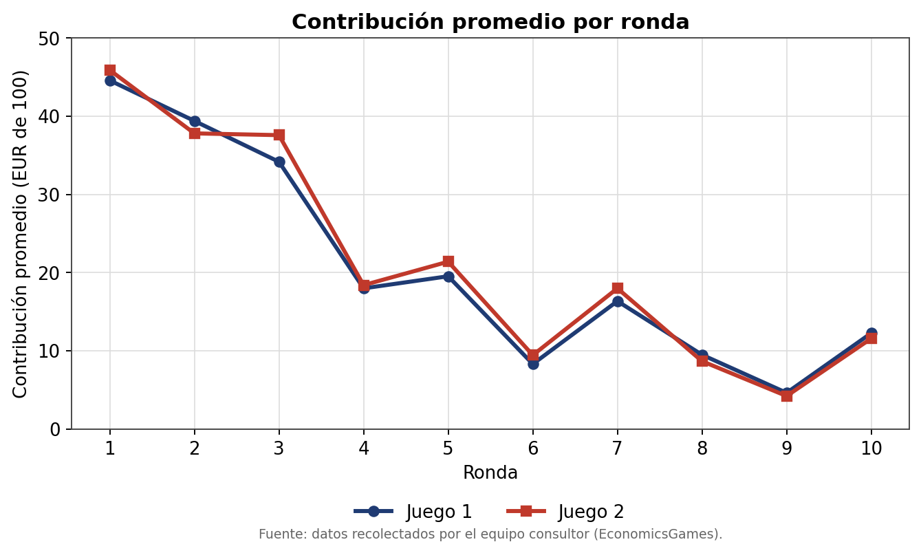 Contribución promedio por ronda
Contribución promedio (EUR de 100)
50
40
30
20
10
0
1 2 3 4 5 6 7 8 9 10
Ronda
Juego 1 Juego 2
Fuente: datos recolectados por el equipo consultor (EconomicsGames).